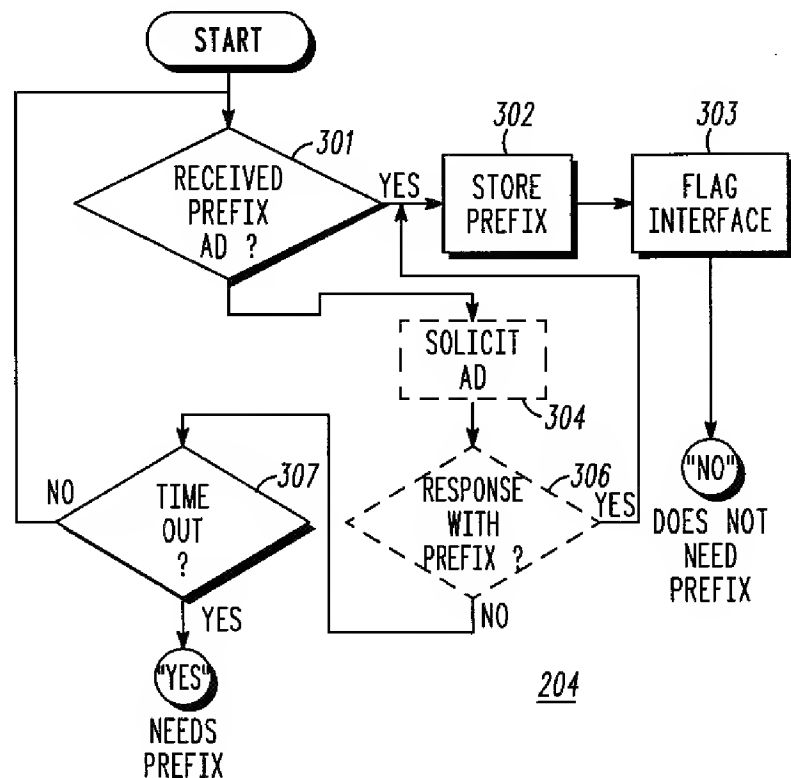 START
301
RECEIVED
PREFIX
AD ?
YES
302
STORE
PREFIX
303
FLAG
INTERFACE
SOLICIT
AD
304
306
RESPONSE
WITH
PREFIX ?
YES
NO
307
TIME
OUT
?
NO
YES
"YES"
NEEDS
PREFIX
"NO"
DOES NOT
NEED
PREFIX
204